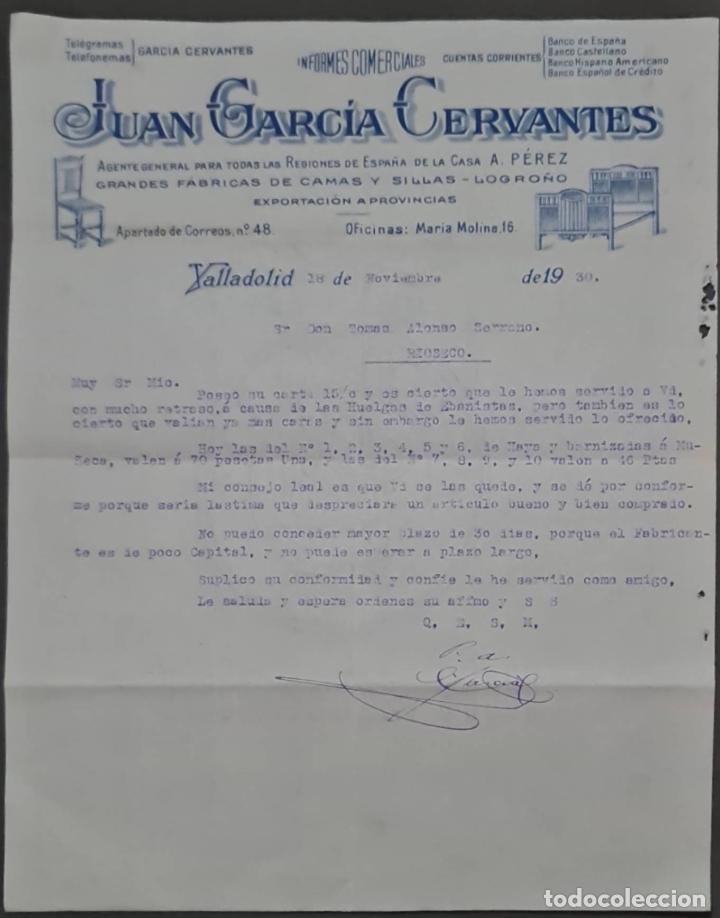 Telégramas
Telefonemas
GARCÍA CERVANTES
INFORMES COMERCIALES
CUENTAS CORRIENTES
Banco de España
Banco Castellano
Banco Hispano Americano
Banco Español de Crédito
JUAN GARCÍA CERVANTES
AGENTE GENERAL PARA TODAS LAS REGIONES DE ESPAÑA DE LA CASA A. PÉREZ
GRANDES FÁBRICAS DE CAMAS Y SILLAS - LOGROÑO
EXPORTACIÓN A PROVINCIAS
Apartado de Correos, nº 48
Oficinas: María Molina, 16
Valladolid 18 de Noviembre de 19 30.
Sr Don Tomas Alonso Serrano.
RIOSECO.
Muy Sr Mio.
Poseo su carta 15/c y es cierto que le hemos servido a Vd,
con mucho retraso, á causa de las Huelgas de Ebanistas, pero tambien es lo
cierto que valian ya mas caras y sin embargo le hemos servido lo ofrecido,
Hoy las del Nº 1, 2, 3, 4, 5 y 6, de Haya y barnizadas á Mu-
ñeca, valen á 70 pesetas Una, y las del Nº 7, 8, 9, y 10 valen a 46 Ptas
Mi consejo leal es que Vd se las quede, y se dé por confor-
me porque seria lastima que despreciara un articulo bueno y bien comprado.
No puedo conceder mayor plazo de 30 dias, porque el Fabrican-
te es de poco Capital, y no puede esperar a plazo largo,
Suplico su conformidad y confie le he servido como amigo,
Le saluda y espera ordenes su affmo y S S
Q, E, S, M,
P. a.
García
todocoleccion